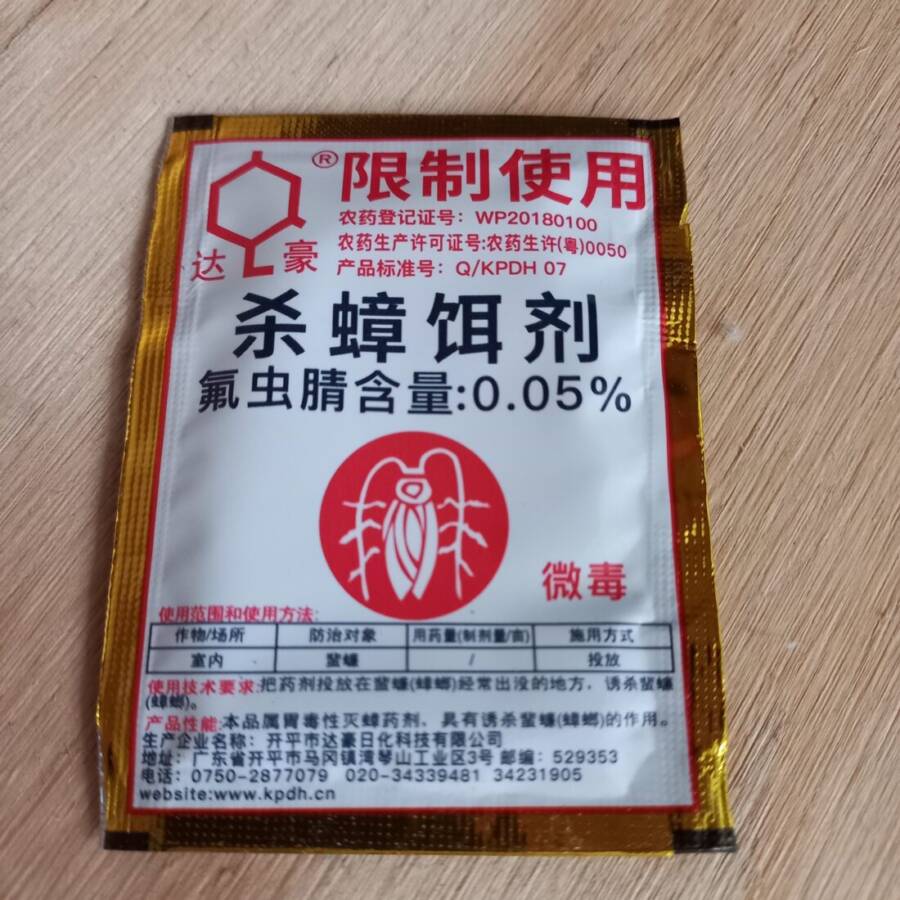 ®
限制使用
农药登记证号：WP20180100
农药生产许可证号:农药生许(粤)0050
产品标准号：Q/KPDH 07
达豪
杀蟑饵剂
氟虫腈含量:0.05%
微毒
使用范围和使用方法:
作物/场所 防治对象 用药量(制剂量/亩) 施用方式
室内 蜚蠊 / 投放
使用技术要求:把药剂投放在蜚蠊(蟑螂)经常出没的地方，诱杀蜚蠊
(蟑螂)。
产品性能:本品属胃毒性灭蟑药剂，具有诱杀蜚蠊(蟑螂)的作用。
生产企业名称：开平市达豪日化科技有限公司
地址：广东省开平市马冈镇湾琴山工业区3号 邮编：529353
电话：0750-2877079 020-34339481 34231905
website:www.kpdh.cn